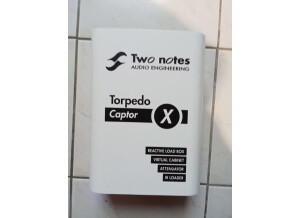 Two notes
AUDIO ENGINEERING
Torpedo
Captor X
REACTIVE LOAD BOX
VIRTUAL CABINET
ATTENUATOR
IR LOADER